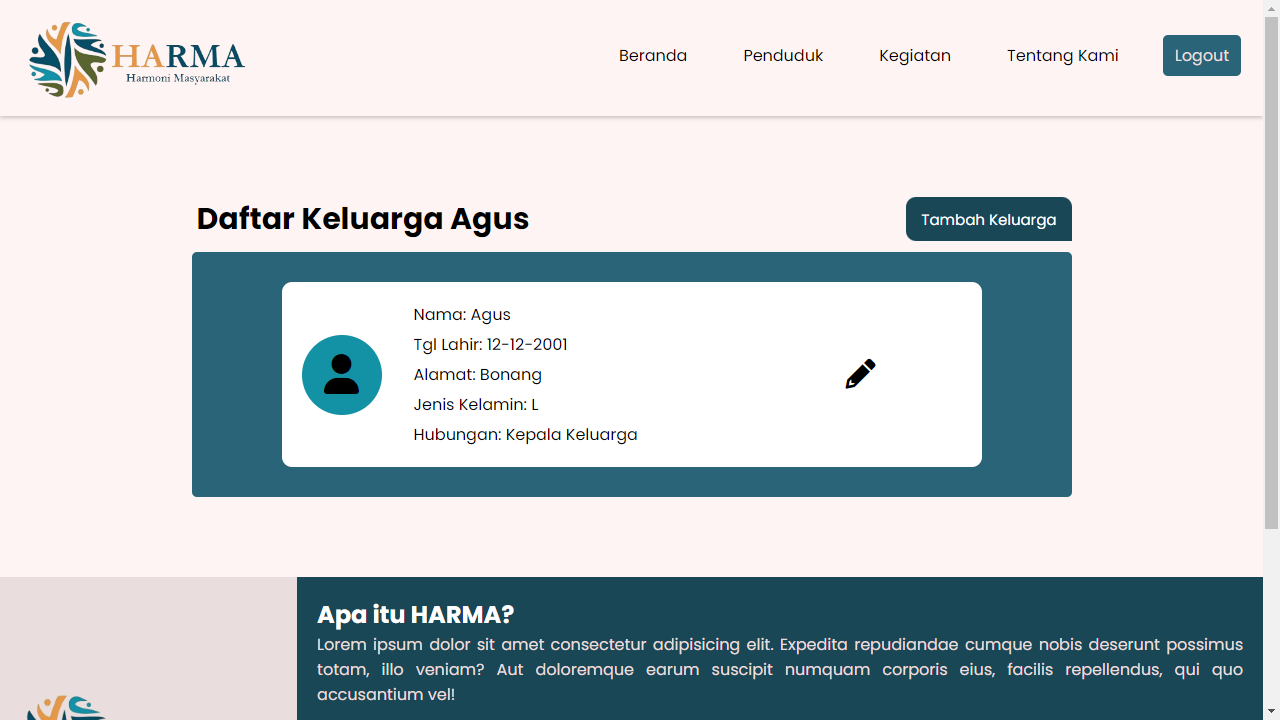 HARMA
Harmoni Masyarakat
Beranda
Penduduk
Kegiatan
Tentang Kami
Logout
Daftar Keluarga Agus
Tambah Keluarga
Nama: Agus
Tgl Lahir: 12-12-2001
Alamat: Bonang
Jenis Kelamin: L
Hubungan: Kepala Keluarga
Apa itu HARMA?
Lorem ipsum dolor sit amet consectetur adipisicing elit. Expedita repudiandae cumque nobis deserunt possimus
totam, illo veniam? Aut doloremque earum suscipit numquam corporis eius, facilis repellendus, qui quo
accusantium vel!